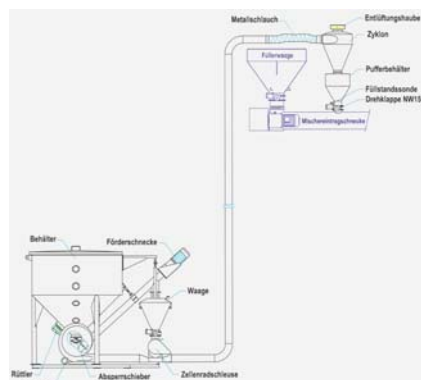 Metallschlauch
Entlüftungshaube
Zyklon
Füllerwaage
Pufferbehälter
Füllstandssonde
Drehklappe NW15
Mischereintragschnecke
Behälter
Förderschnecke
Waage
Rüttler
Absperrschieber
Zellenradschleuse